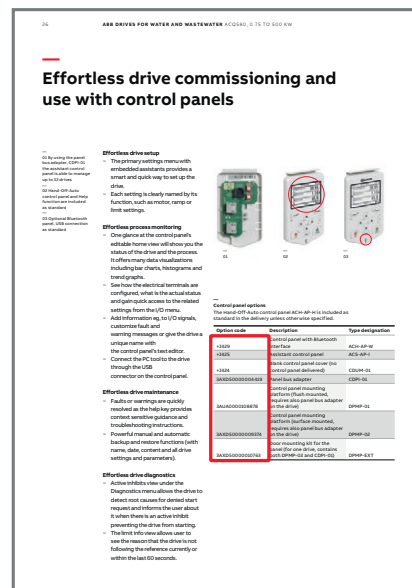 26
ABB DRIVES FOR WATER AND WASTEWATER ACQ580, 0.75 TO 500 KW
Effortless drive commissioning and
use with control panels
—
01 By using the panel
bus adapter, CDPI-01
the assistant control
panel is able to manage
up to 32 drives
—
02 Hand-Off-Auto
control panel and Help
function are included
as standard
—
03 Optional Bluetooth
panel. USB connection
as standard
Effortless drive setup
– The primary settings menu with
embedded assistants provides a
smart and quick way to set up the
drive.
– Each setting is clearly named by its
function, such as motor, ramp or
limit settings.
Effortless process monitoring
– One glance at the control panel's
editable home view will show you the
status of the drive and the process.
It offers many data visualizations
including bar charts, histograms and
trend graphs.
– See how the electrical terminals are
configured, what is the actual status
and gain quick access to the related
settings from the I/O menu.
– Add information eg, to I/O signals,
customize fault and
warning messages or give the drive a
unique name with
the control panel's text editor.
– Connect the PC tool to the drive
through the USB
connector on the control panel.
Effortless drive maintenance
– Faults or warnings are quickly
resolved as the help key provides
context sensitive guidance and
troubleshooting instructions.
– Powerful manual and automatic
backup and restore functions (with
name, date, content and all drive
settings and parameters).
Effortless drive diagnostics
– Active inhibits view under the
Diagnostics menu allows the drive to
detect root causes for denied start
request and informs the user about
it when there is an active inhibit
preventing the drive from starting.
– The limit info view allows user to
see the reason that the drive is not
following the reference currently or
within the last 60 seconds.
—
01
—
02
—
03
—
Control panel options
The Hand-Off-Auto control panel ACH-AP-H is included as
standard in the delivery unless otherwise specified.
Option code Description Type designation
Control panel with Bluetooth
+J429 interface ACH-AP-W
+J425 Assistant control panel ACS-AP-I
Blank control panel cover (no
+J424 control panel delivered) CDUM-01
3AXD50000004419 Panel bus adapter CDPI-01
Control panel mounting
platform (flush mounted,
requires also panel bus adapter
3AUA0000108878 on the drive) DPMP-01
Control panel mounting
platform (surface mounted,
requires also panel bus adapter
3AXD50000009374 on the drive) DPMP-02
Door mounting kit for the
panel (for one drive, contains
3AXD50000010763 both DPMP-02 and CDPI-01) DPMP-EXT